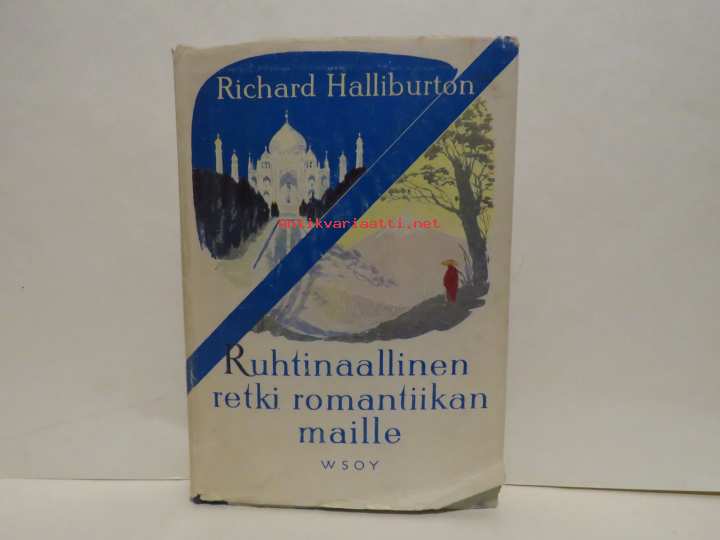 Richard Halliburton
antikvariaatti.net
Ruhtinaallinen
retki romantiikan
maille
WSOY